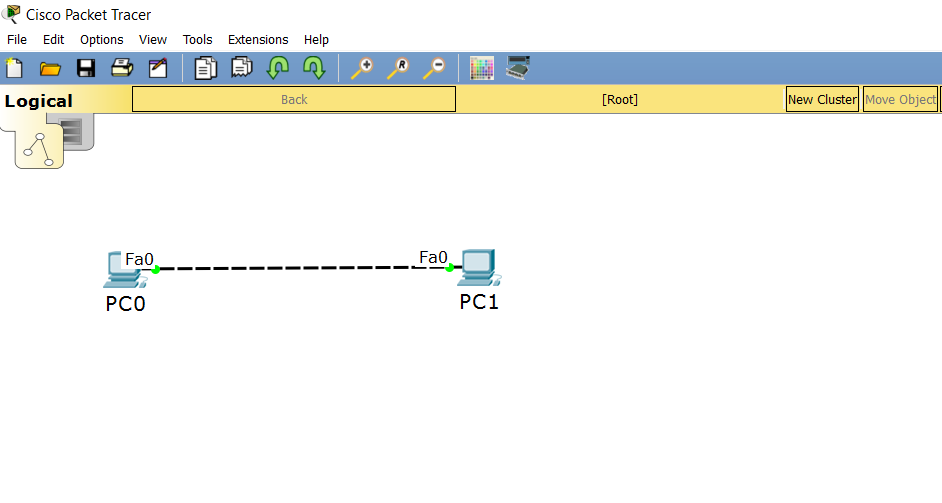 Cisco Packet Tracer
File Edit Options View Tools Extensions Help
R
Logical Back [Root] New Cluster Move Object
Fa0 Fa0
PC0 PC1